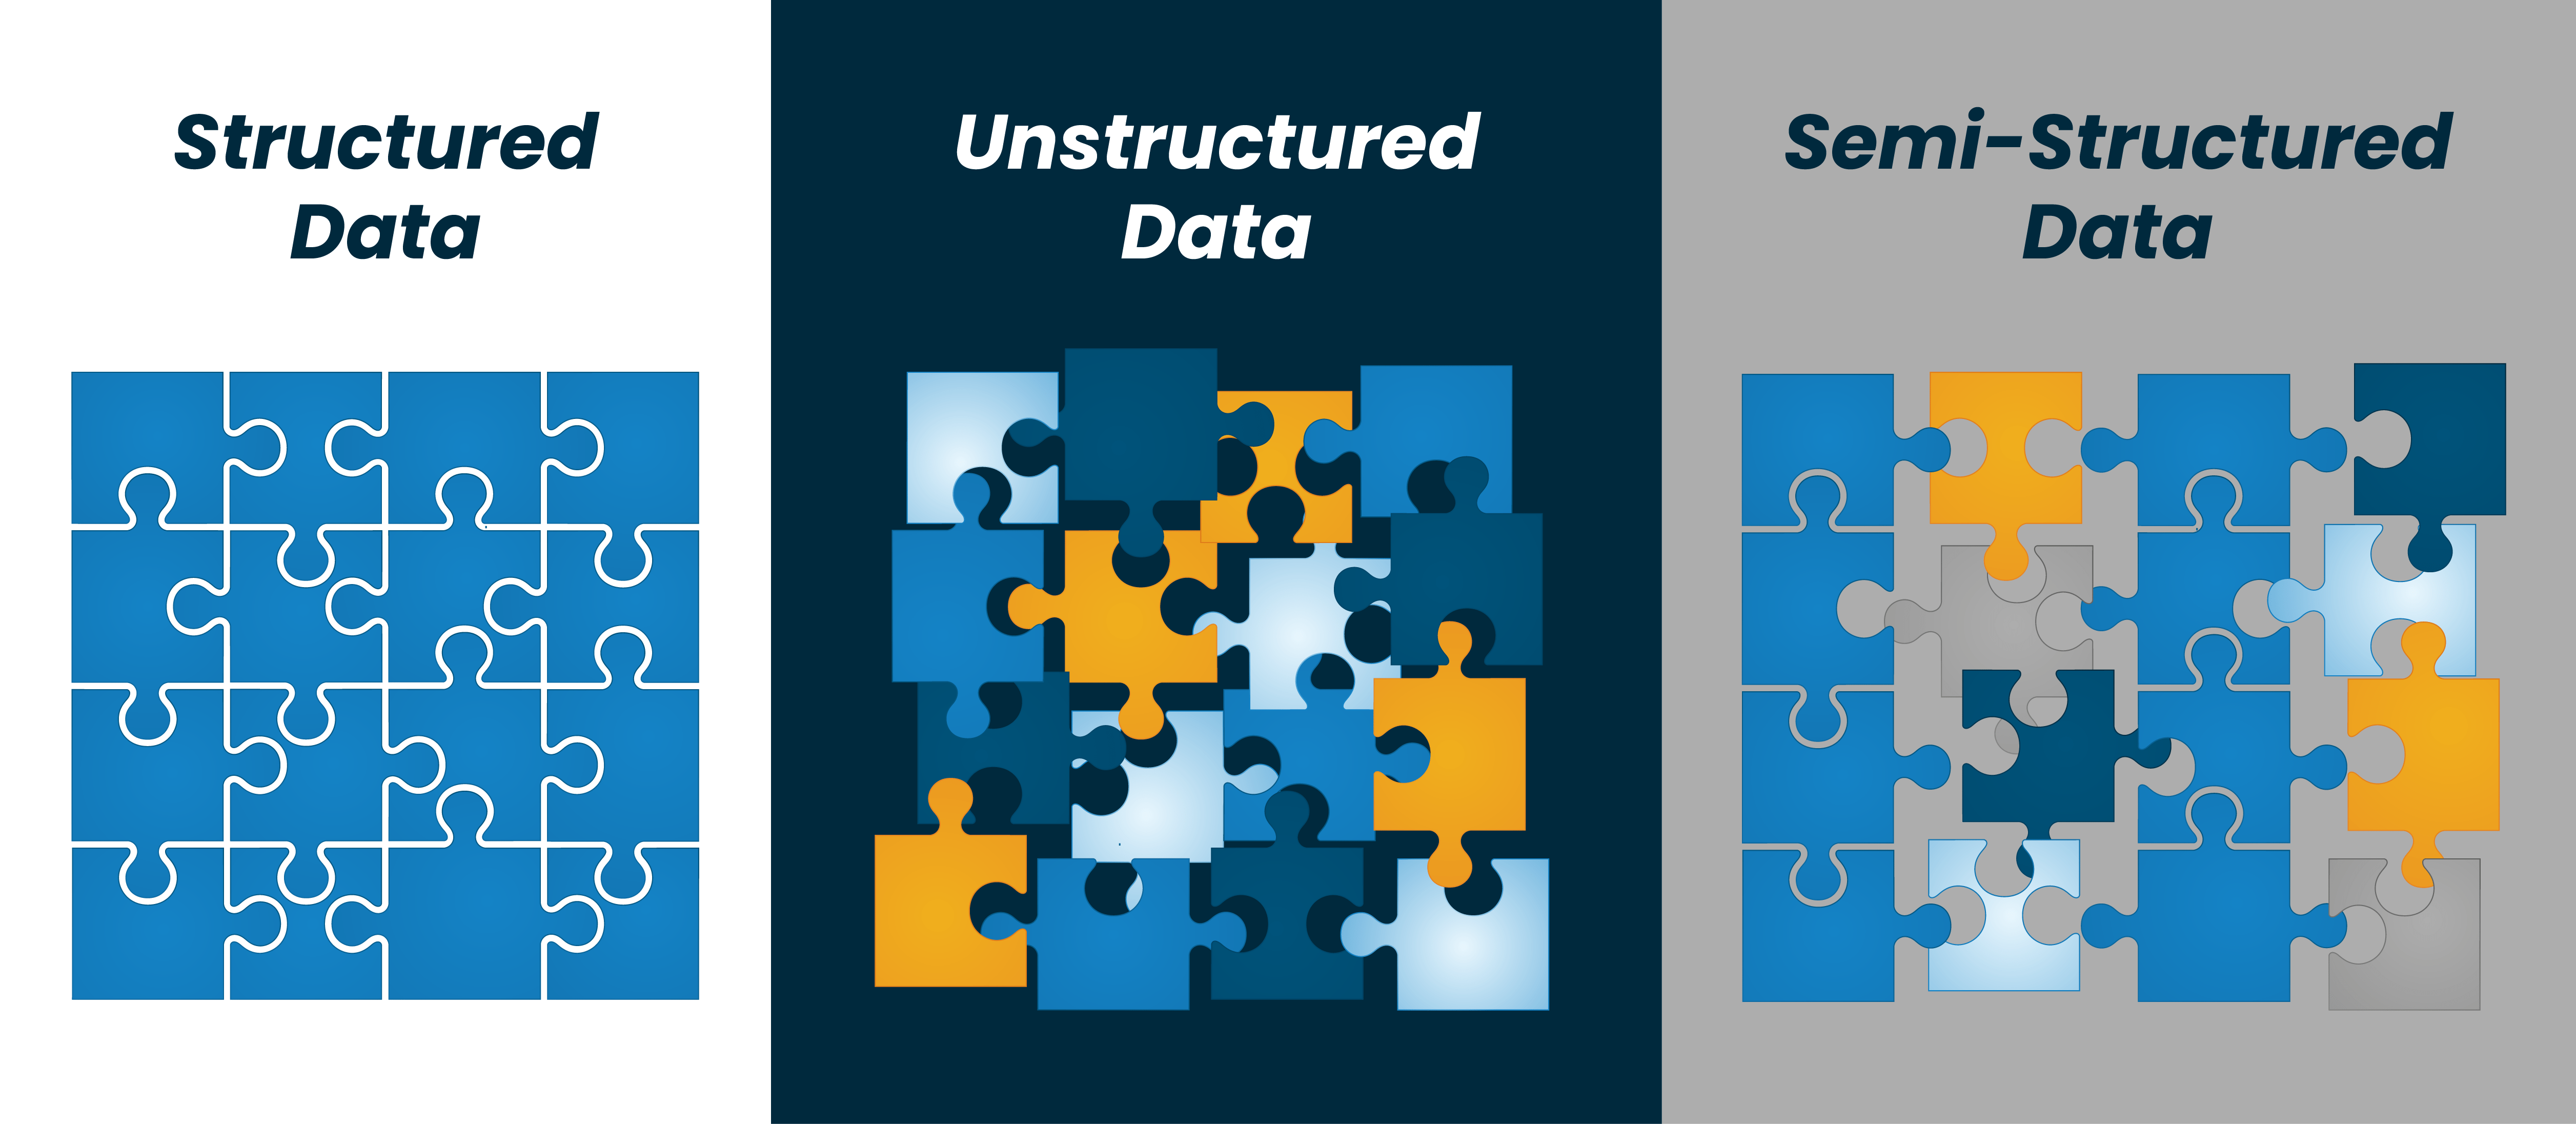 Structured
Data
Unstructured
Data
Semi-Structured
Data